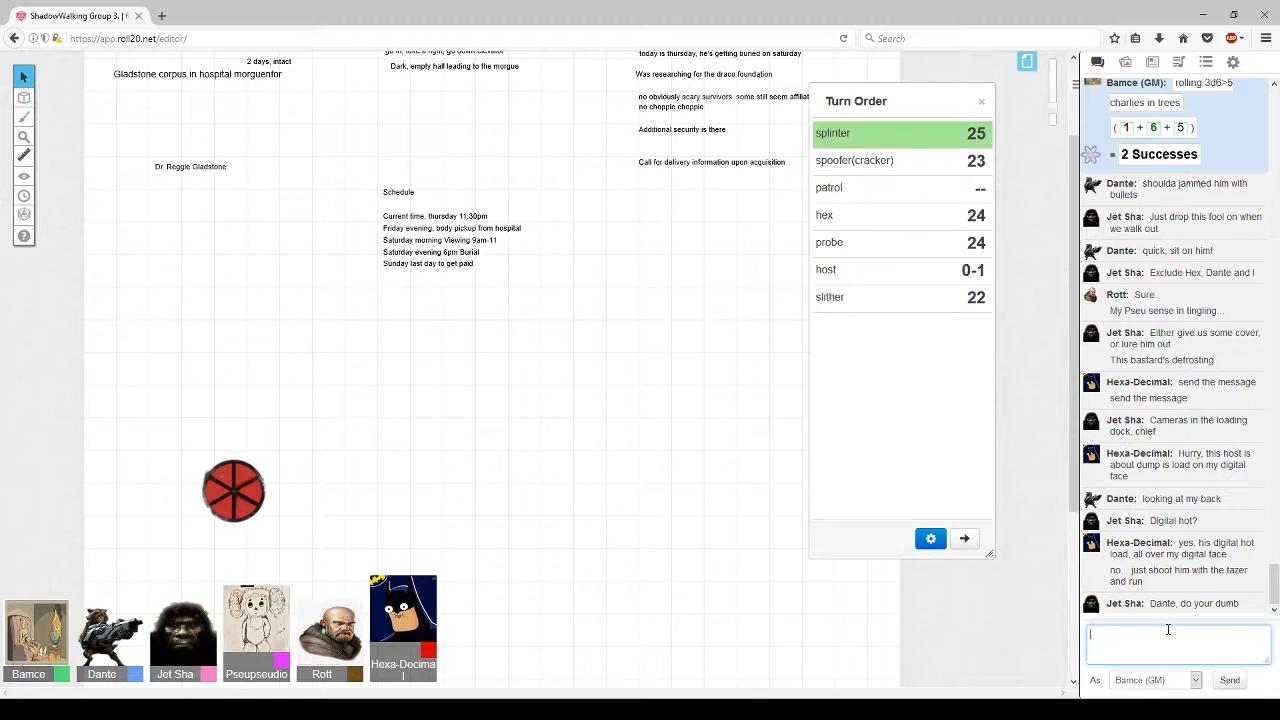 ShadowWalking Group 3. | R
https://app.roll20.net/editor/
Search
go in, take a right, go down elevator
2 days, intact
Gladstone corpus in hospital morguenfor
Dark, empty hall leading to the morgue
today is thursday, he's getting buried on saturday
Was researching for the draco foundation
no obviously scary survivors some still seem affiliat
no choppie choppie
Additional security is there
Dr. Reggie Gladstone
Call for delivery information upon acquisition
Schedule
Current time, thursday 11:30pm
Friday evening, body pickup from hospital
Saturday morning Viewing 9am-11
Saturday evening 6pm Burial
Sunday last day to get paid
Turn Order
splinter 25
spoofer(cracker) 23
patrol --
hex 24
probe 24
host 0-1
slither 22
Bamce (GM): rolling 3d6>5
charlies in trees
( 1 + 6 + 5 )
= 2 Successes
Dante: shoulda jammed him with
bullets
Jet Sha: Just drop this fool on when
we walk out
Dante: quick, sit on him!
Jet Sha: Exclude Hex, Dante and I
Rott: Sure.
My Pseu sense in tingling...
Jet Sha: Either give us some cover,
or lure him out
This bastard's defrosting
Hexa-Decimal: send the message
send the message
Jet Sha: Cameras in the loading
dock, chief
Hexa-Decimal: Hurry, this host is
about dump is load on my digital
face
Dante: looking at my back
Jet Sha: Digital hot?
Hexa-Decimal: yes, his digital hot
load, all over my digital face
no... just shoot him with the tazer
and run
Jet Sha: Dante, do your dumb
As: Bamce (GM) Send
Bamce
Dante
Jet Sha
Pseupseudio
Rott
Hexa-Decima
l